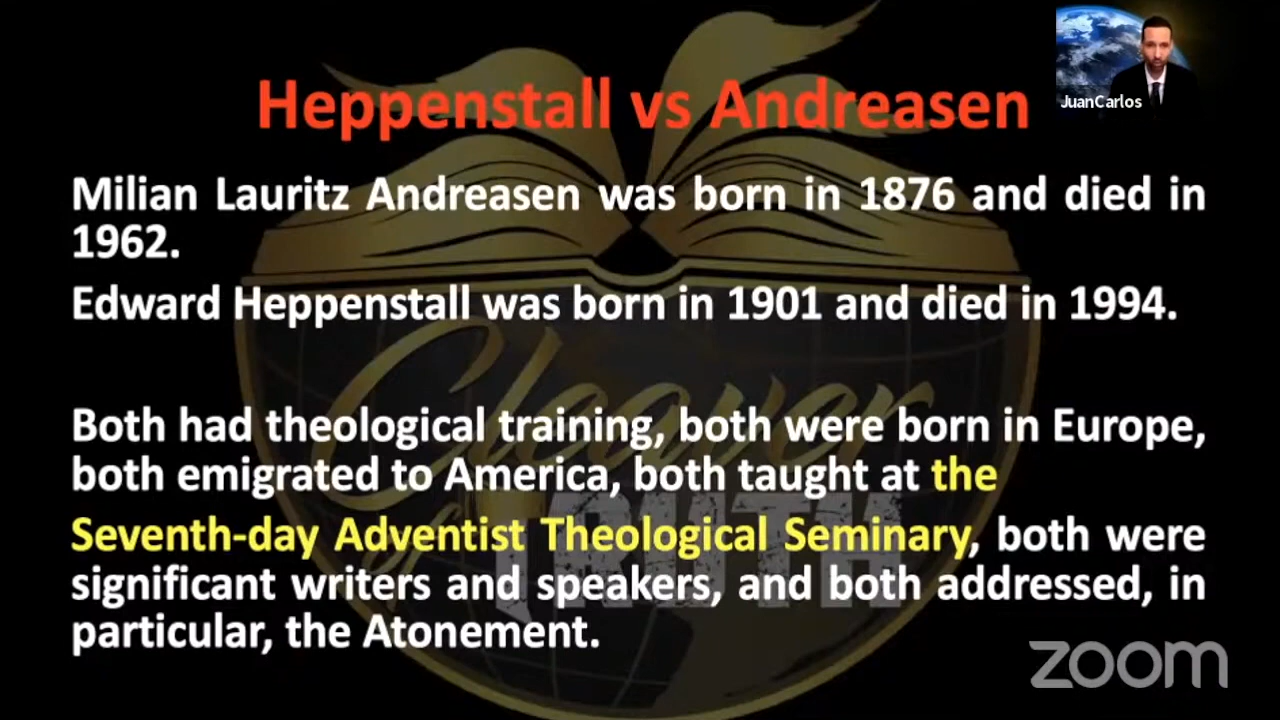 Heppenstall vs Andreasen
JuanCarlos
Milian Lauritz Andreasen was born in 1876 and died in
1962.
Edward Heppenstall was born in 1901 and died in 1994.
Both had theological training, both were born in Europe,
both emigrated to America, both taught at the
Seventh-day Adventist Theological Seminary, both were
significant writers and speakers, and both addressed, in
particular, the Atonement.
Cleaver
of TRUTH
zoom